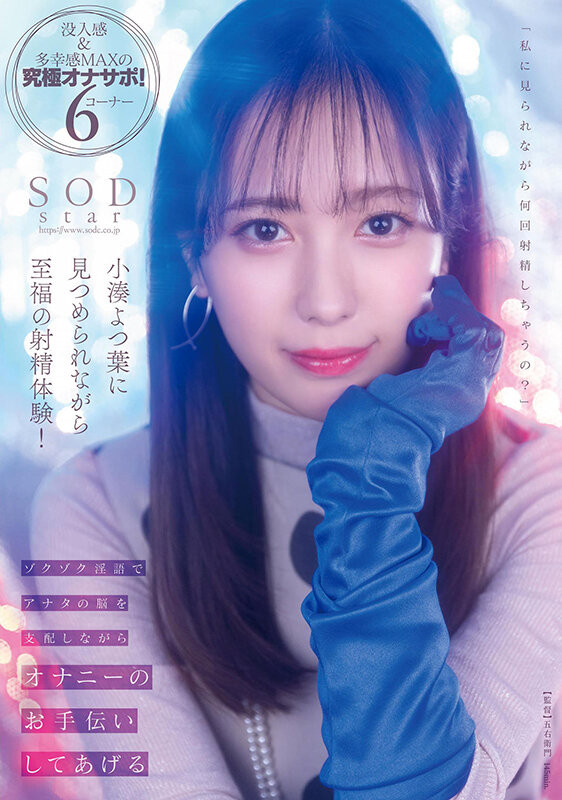 没入感
&
多幸感MAXの
究極オナサポ!
6コーナー
SOD
star
https://www.sodc.co.jp
「私に見られながら何回射精しちゃうの?」
小湊よつ葉に
見つめられながら
至福の射精体験!
ゾクゾク淫語で
アナタの脳を
支配しながら
オナニーの
お手伝い
してあげる
【監督】五右衛門 145min.